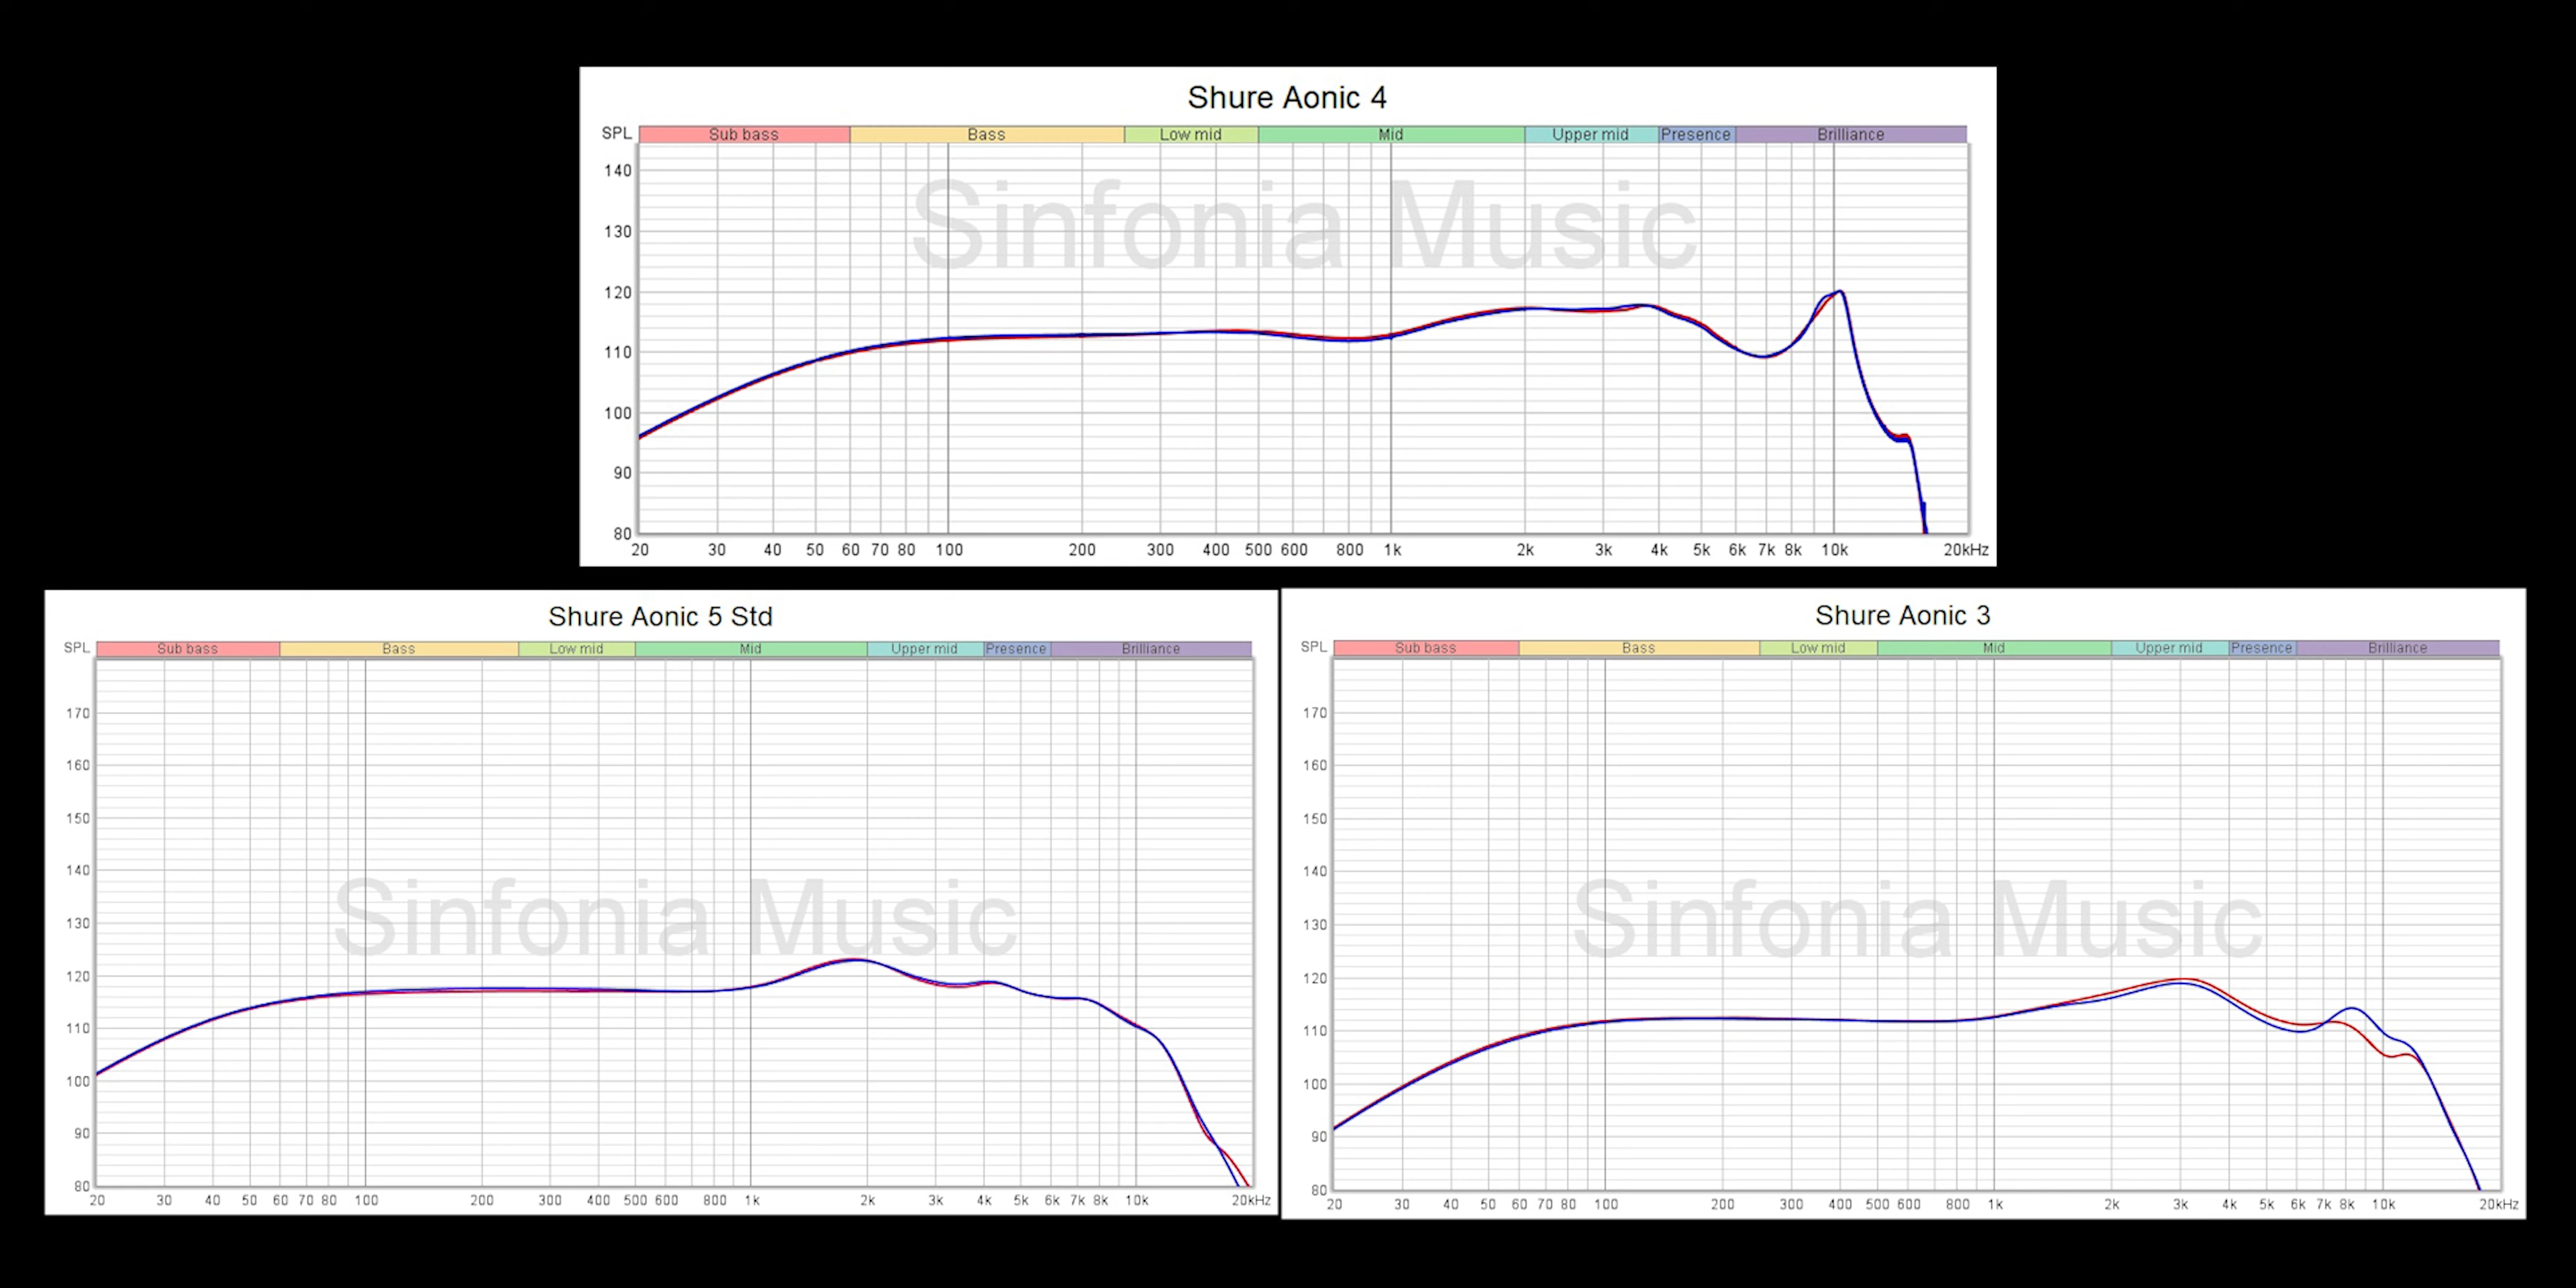 Shure Aonic 4
SPL Sub bass Bass Low mid Mid Upper mid Presence Brilliance
Sinfonia Music
140
130
120
110
100
90
80
20 30 40 50 60 70 80 100 200 300 400 500 600 800 1k 2k 3k 4k 5k 6k 7k 8k 10k 20kHz
Shure Aonic 5 Std
SPL Sub bass Bass Low mid Mid Upper mid Presence Brilliance
170
160
150
140
Sinfonia Music
130
120
110
100
90
80
20 30 40 50 60 70 80 100 200 300 400 500 600 800 1k 2k 3k 4k 5k 6k 7k 8k 10k 20kHz
Shure Aonic 3
SPL Sub bass Bass Low mid Mid Upper mid Presence Brilliance
170
160
150
140
Sinfonia Music
130
120
110
100
90
80
20 30 40 50 60 70 80 100 200 300 400 500 600 800 1k 2k 3k 4k 5k 6k 7k 8k 10k 20kHz